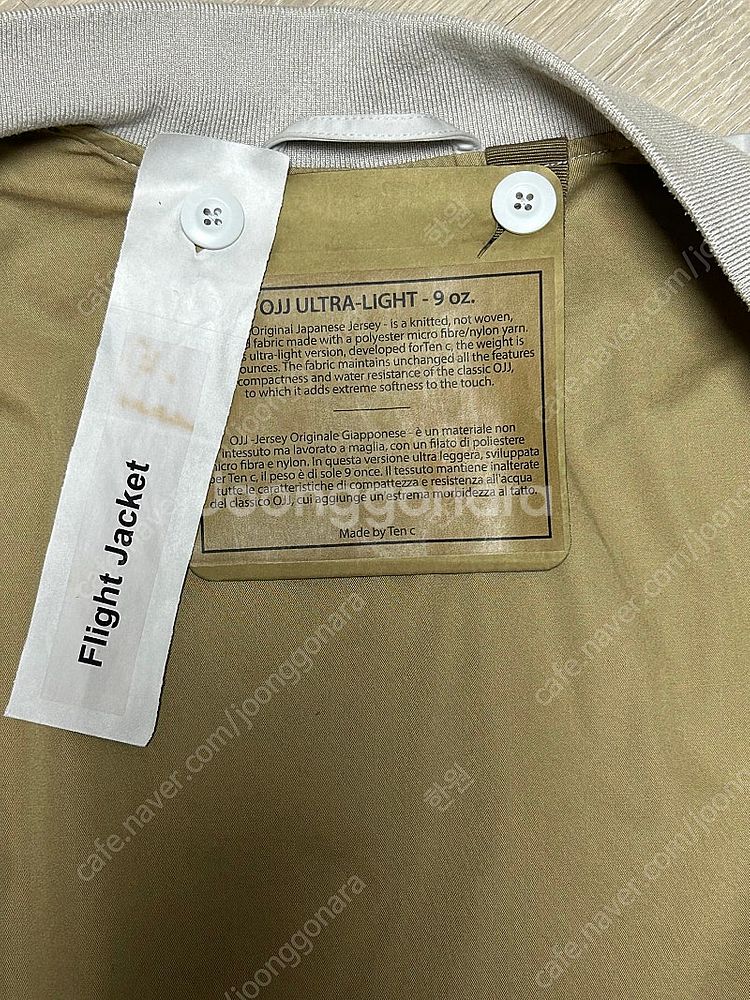 OJJ ULTRA-LIGHT - 9 oz.
Original Japanese Jersey - is a knitted, not woven,
fabric made with a polyester micro fibre/nylon yarn.
ultra-light version, developed forTen c, the weight is
ounces. The fabric maintains unchanged all the features
compactness and water resistance of the classic OJJ,
to which it adds extreme softness to the touch.
OJJ -Jersey Originale Giapponese - è un materiale non
intessuto ma lavorato a maglia, con un filato di poliestere
micro fibra e nylon. In questa versione ultra leggera, sviluppata
per Ten c, il peso è di sole 9 once. Il tessuto mantiene inalterate
tutte le caratteristiche di compattezza e resistenza all'acqua
del classico OJJ, cui aggiunge un'estrema morbidezza al tatto.
Made by Ten c
Flight Jacket
joonggonara
cafe.naver.com/joonggonara
한원